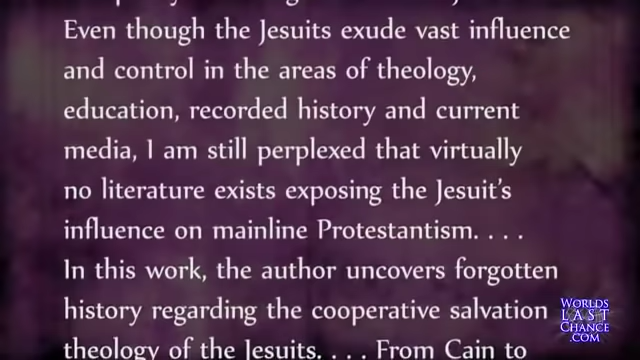 Even though the Jesuits exude vast influence
and control in the areas of theology,
education, recorded history and current
media, I am still perplexed that virtually
no literature exists exposing the Jesuit's
influence on mainline Protestantism. . . .
In this work, the author uncovers forgotten
history regarding the cooperative salvation
theology of the Jesuits. . . . From Cain to
WORLDS
LAST
CHANCE
.COM